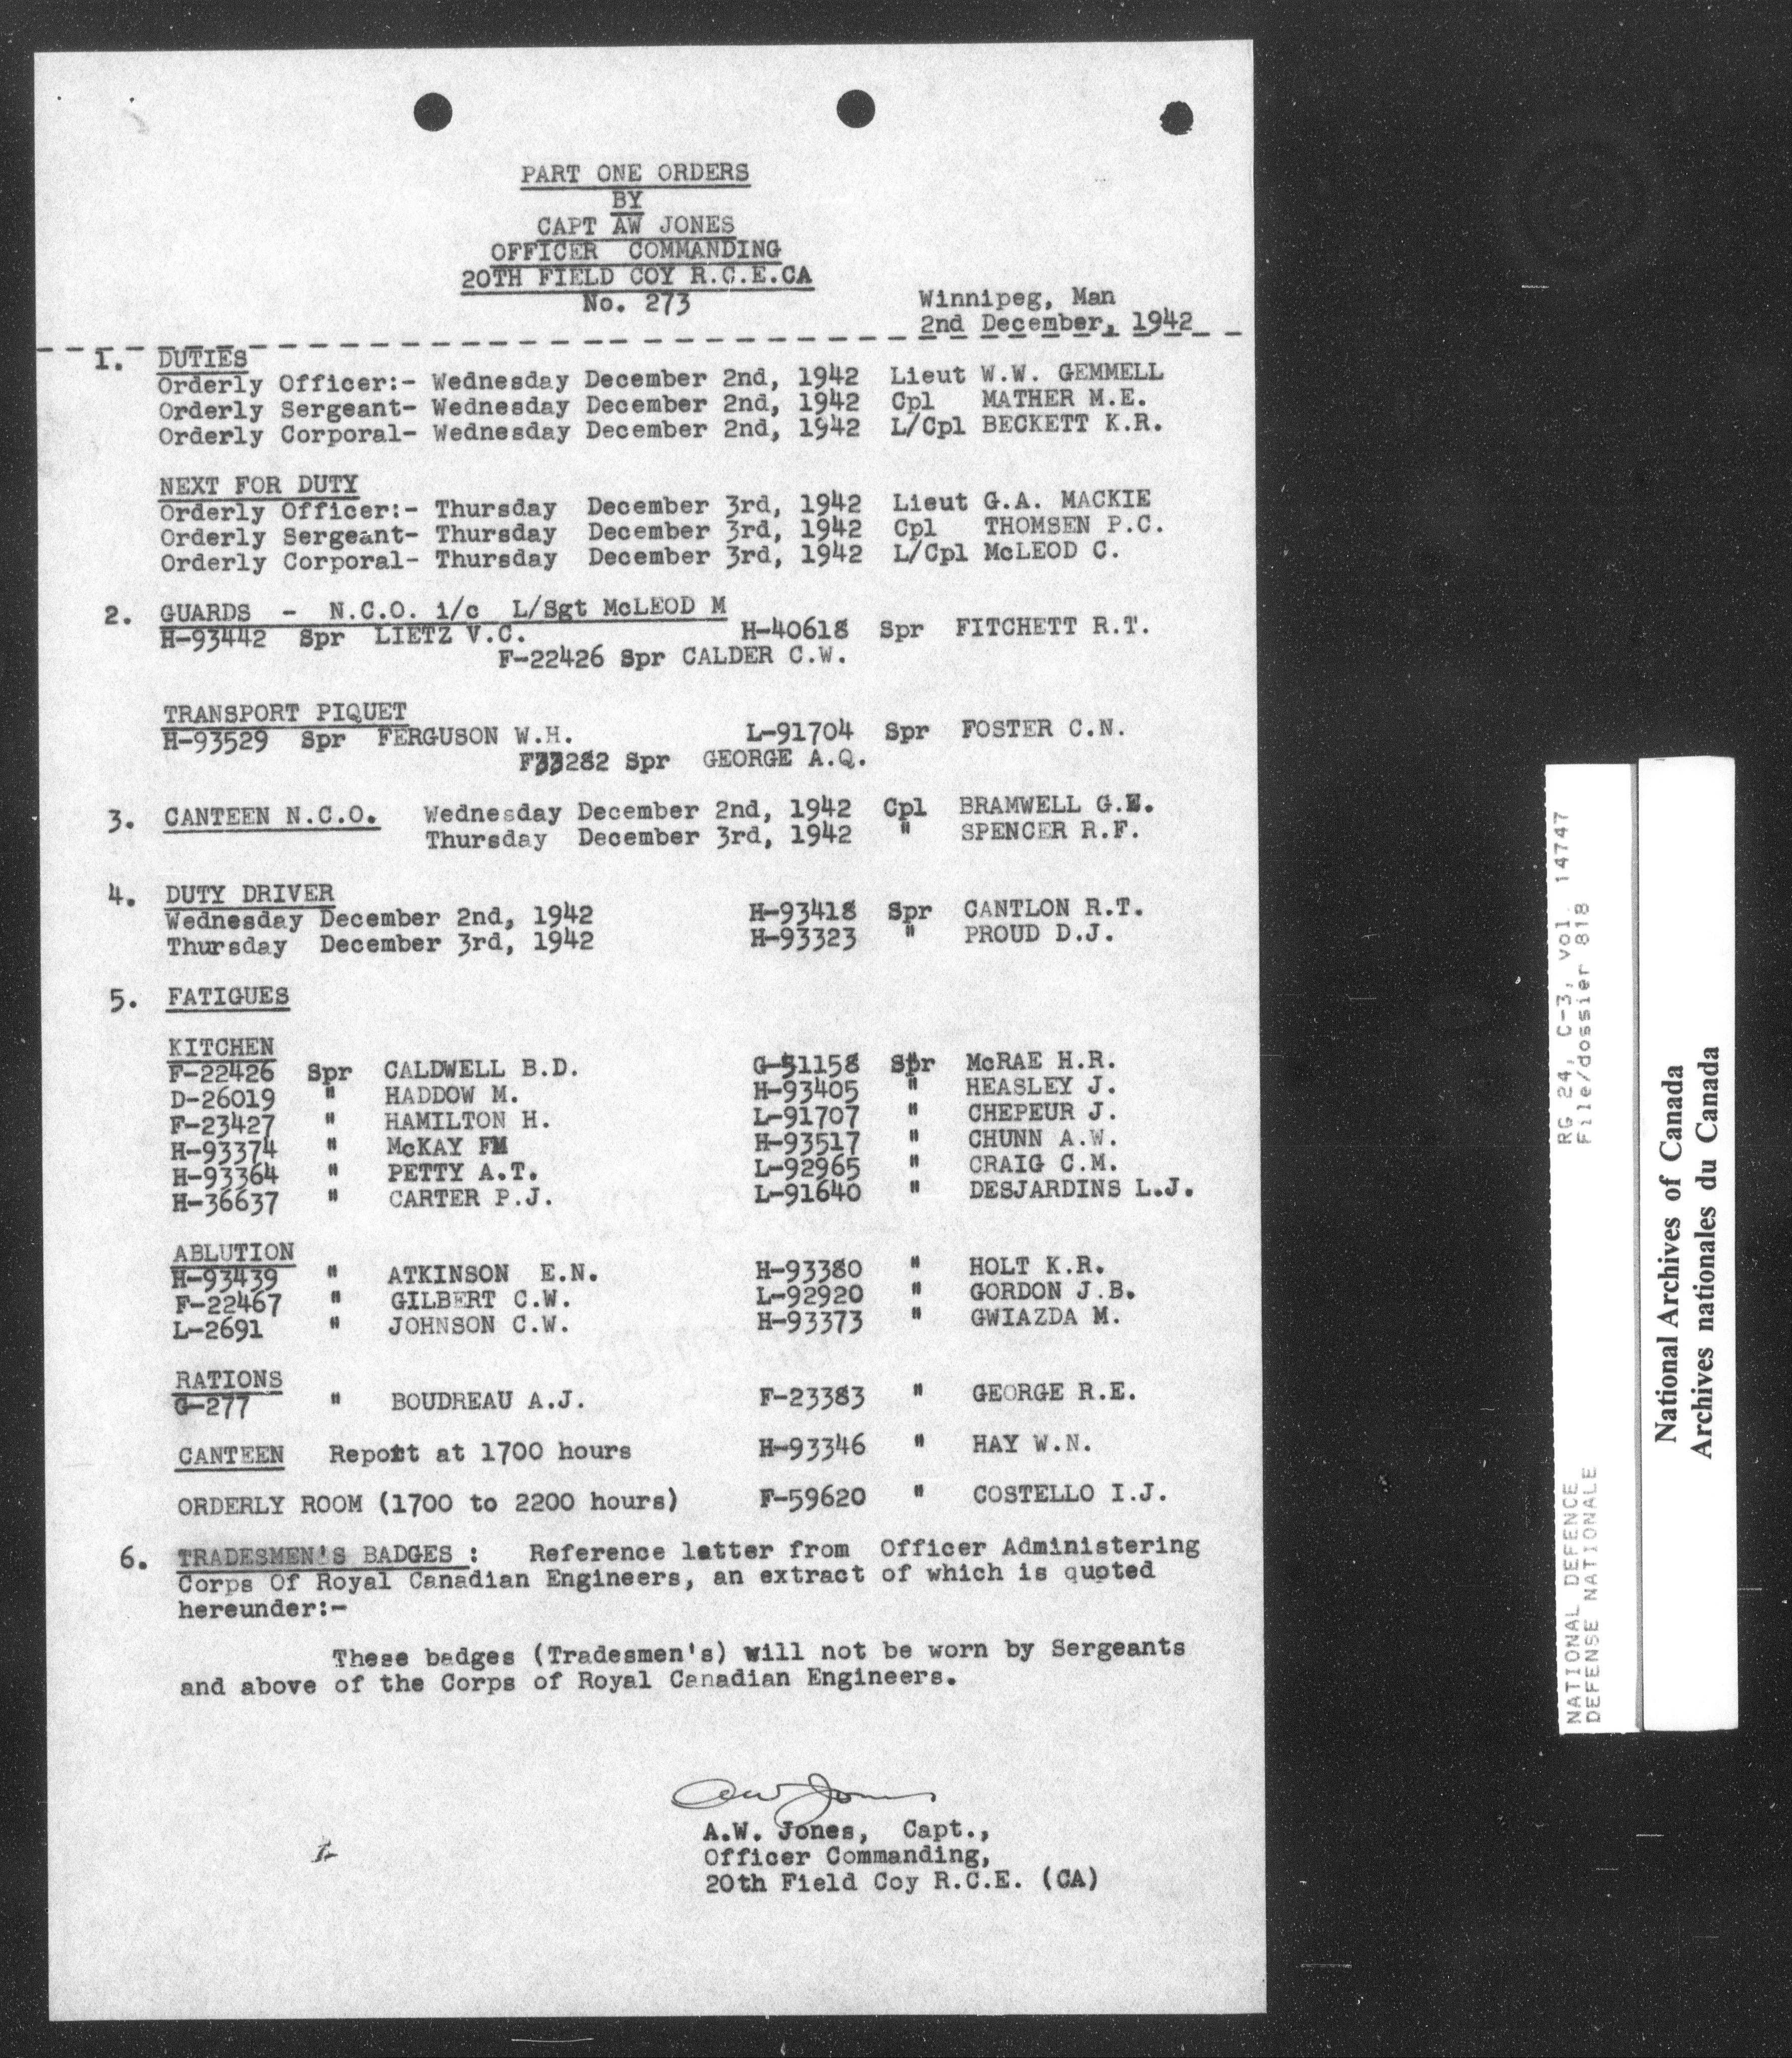 PART ONE ORDERS
BY
CAPT AW JONES
OFFICER COMMANDING
20TH FIELD COY R.C.E.CA
No. 273
Winnipeg, Man
2nd December, 1942
1. DUTIES
Orderly Officer:- Wednesday December 2nd, 1942 Lieut W.W. GEMMELL
Orderly Sergeant- Wednesday December 2nd, 1942 Cpl MATHER M.E.
Orderly Corporal- Wednesday December 2nd, 1942 L/Cpl BECKETT K.R.
NEXT FOR DUTY
Orderly Officer:- Thursday December 3rd, 1942 Lieut G.A. MACKIE
Orderly Sergeant- Thursday December 3rd, 1942 Cpl THOMSEN P.C.
Orderly Corporal- Thursday December 3rd, 1942 L/Cpl McLEOD C.
2. GUARDS - N.C.O. i/c L/Sgt McLEOD M
H-93442 Spr LIETZ V.C. H-40618 Spr FITCHETT R.T.
F-22426 Spr CALDER C.W.
TRANSPORT PIQUET
H-93529 Spr FERGUSON W.H. L-91704 Spr FOSTER C.N.
F33282 Spr GEORGE A.Q.
3. CANTEEN N.C.O. Wednesday December 2nd, 1942 Cpl BRAMWELL G.E.
Thursday December 3rd, 1942 " SPENCER R.F.
4. DUTY DRIVER
Wednesday December 2nd, 1942 H-93418 Spr CANTLON R.T.
Thursday December 3rd, 1942 H-93323 " PROUD D.J.
5. FATIGUES
KITCHEN
F-22426 Spr CALDWELL B.D. G-51158 Spr McRAE H.R.
D-26019 " HADDOW M. H-93405 " HEASLEY J.
F-23427 " HAMILTON H. L-91707 " CHEPEUR J.
H-93374 " McKAY FM H-93517 " CHUNN A.W.
H-93364 " PETTY A.T. L-92965 " CRAIG C.M.
H-36637 " CARTER P.J. L-91640 " DESJARDINS L.J.
ABLUTION
H-93439 " ATKINSON E.N. H-93380 " HOLT K.R.
F-22467 " GILBERT C.W. L-92920 " GORDON J.B.
L-2691 " JOHNSON C.W. H-93373 " GWIAZDA M.
RATIONS
G-277 " BOUDREAU A.J. F-23383 " GEORGE R.E.
CANTEEN Report at 1700 hours H-93346 " HAY W.N.
ORDERLY ROOM (1700 to 2200 hours) F-59620 " COSTELLO I.J.
6. TRADESMEN'S BADGES : Reference letter from Officer Administering
Corps Of Royal Canadian Engineers, an extract of which is quoted
hereunder:-
These badges (Tradesmen's) will not be worn by Sergeants
and above of the Corps of Royal Canadian Engineers.
AW Jones
A.W. Jones, Capt.,
Officer Commanding,
20th Field Coy R.C.E. (CA)
NATIONAL DEFENCE RG 24, C-3, vol. 14747
DEFENSE NATIONALE File/dossier 818
National Archives of Canada
Archives nationales du Canada